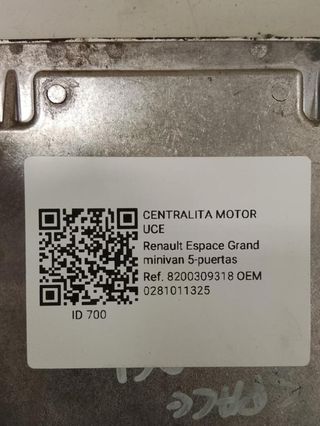 CENTRALITA MOTOR
UCE
Renault Espace Grand
minivan 5-puertas
Ref. 8200309318 OEM
0281011325
ID 700